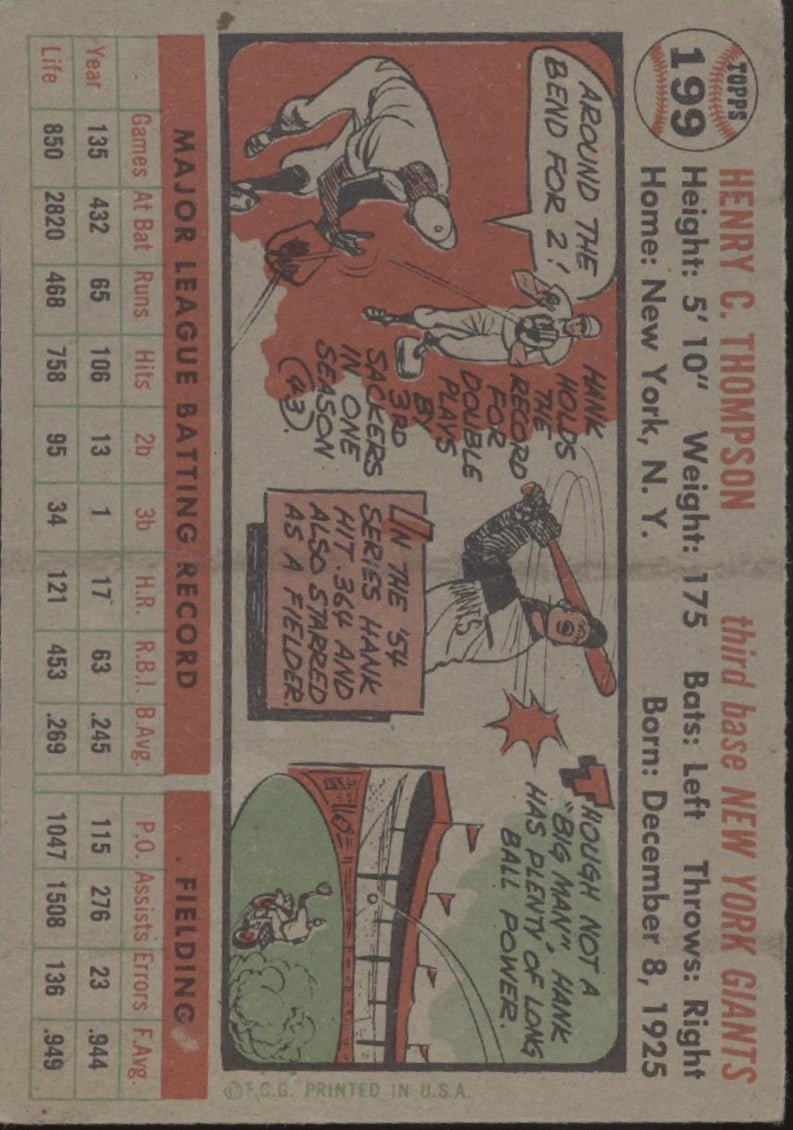 TOPPS
199
HENRY C. THOMPSON third base NEW YORK GIANTS
Height: 5' 10" Weight: 175 Bats: Left Throws: Right
Home: New York, N. Y. Born: December 8, 1925
AROUND THE
BEND FOR 2!
HANK
HOLDS
THE
RECORD
FOR
DOUBLE
PLAYS
BY
3RD
SACKERS
IN ONE
SEASON
(43).
GIANTS
IN THE '54
SERIES HANK
HIT .364 AND
ALSO STARRED
AS A FIELDER.
THOUGH NOT A
"BIG MAN", HANK
HAS PLENTY OF LONG
BALL POWER.
MAJOR LEAGUE BATTING RECORD FIELDING
Games At Bat Runs Hits 2b 3b H.R. R.B.I. B.Avg. P.O. Assists Errors F.Avg.
Year 135 432 65 106 13 1 17 63 .245 115 276 23 .944
Life 850 2820 468 758 95 34 121 453 .269 1047 1508 136 .949
©T.C.G. PRINTED IN U.S.A.